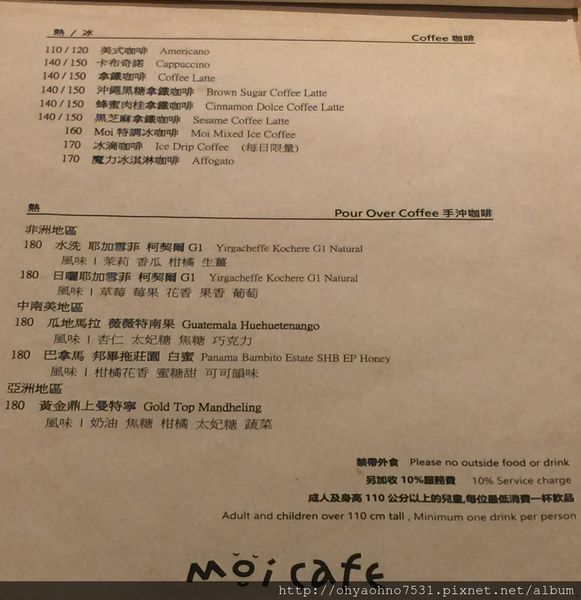 熱 / 冰 Coffee 咖啡
110 / 120 美式咖啡 Americano
140 / 150 卡布奇諾 Cappuccino
140 / 150 拿鐵咖啡 Coffee Latte
140 / 150 沖繩黑糖拿鐵咖啡 Brown Sugar Coffee Latte
140 / 150 蜂蜜肉桂拿鐵咖啡 Cinnamon Dolce Coffee Latte
140 / 150 黑芝麻拿鐵咖啡 Sesame Coffee Latte
160 Moi 特調冰咖啡 Moi Mixed Ice Coffee
170 冰滴咖啡 Ice Drip Coffee (每日限量)
170 魔力冰淇淋咖啡 Affogato
熱 Pour Over Coffee 手沖咖啡
非洲地區
180 水洗 耶加雪菲 柯契爾 G1 Yirgacheffe Kochere G1 Natural
風味 | 茉莉 香瓜 柑橘 生薑
180 日曬耶加雪菲 柯契爾 G1 Yirgacheffe Kochere G1 Natural
風味 | 草莓 莓果 花香 果香 葡萄
中南美地區
180 瓜地馬拉 薇薇特南果 Guatemala Huehuetenango
風味 | 杏仁 太妃糖 焦糖 巧克力
180 巴拿馬 邦畢拖莊園 白蜜 Panama Bambito Estate SHB EP Honey
風味 | 柑橘花香 蜜糖甜 可可韻味
亞洲地區
180 黃金鼎上曼特寧 Gold Top Mandheling
風味 | 奶油 焦糖 柑橘 太妃糖 蔬菜
禁帶外食 Please no outside food or drink
另加收 10%服務費 10% Service charge
成人及身高 110 公分以上的兒童,每位最低消費一杯飲品
Adult and children over 110 cm tall , Minimum one drink per person
moi cafe
http://ohyaohno7531.pixnet.net/album